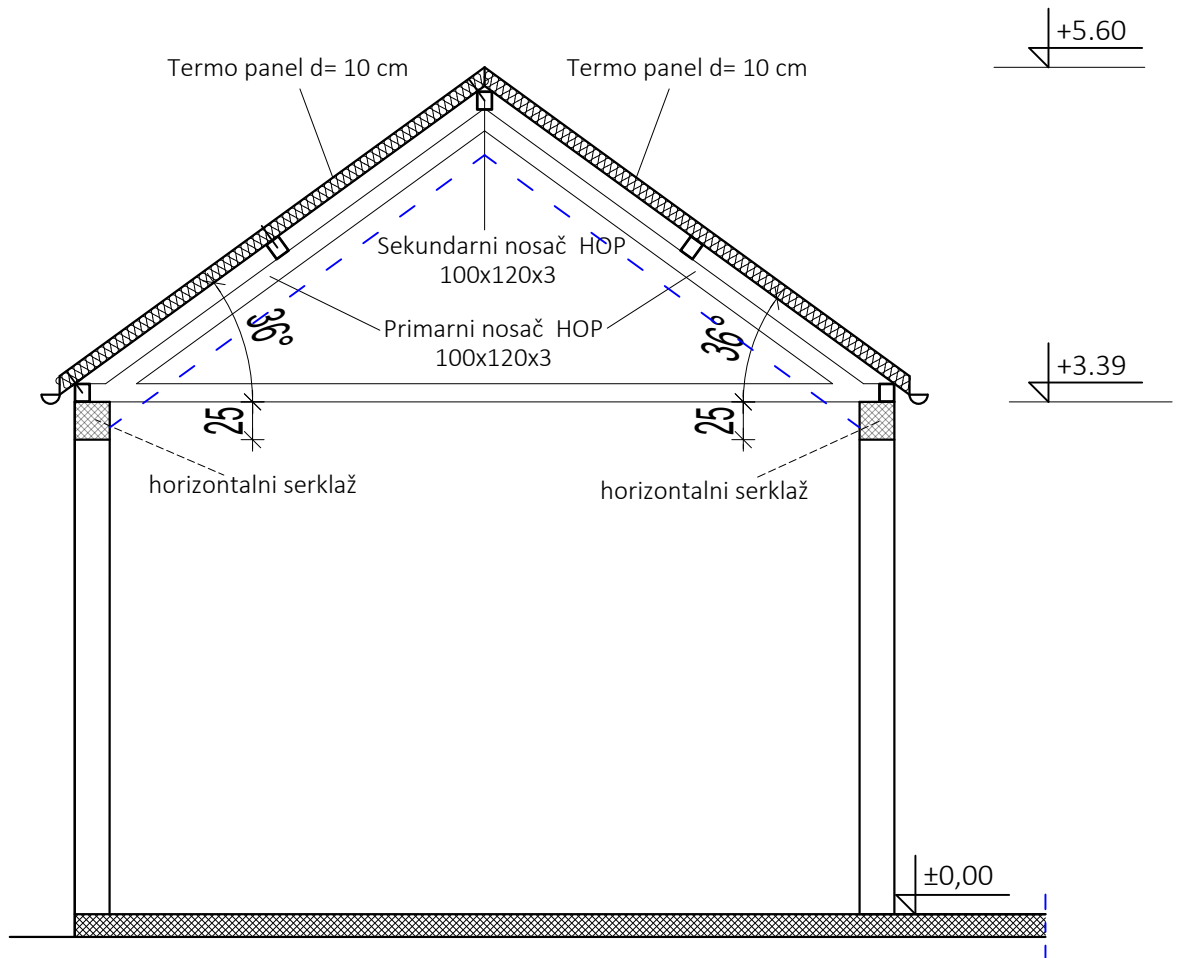 +5.60
Termo panel d= 10 cm
Termo panel d= 10 cm
Sekundarni nosač HOP
100x120x3
Primarni nosač HOP
100x120x3
36°
36°
+3.39
25
25
horizontalni serklaž
horizontalni serklaž
±0,00